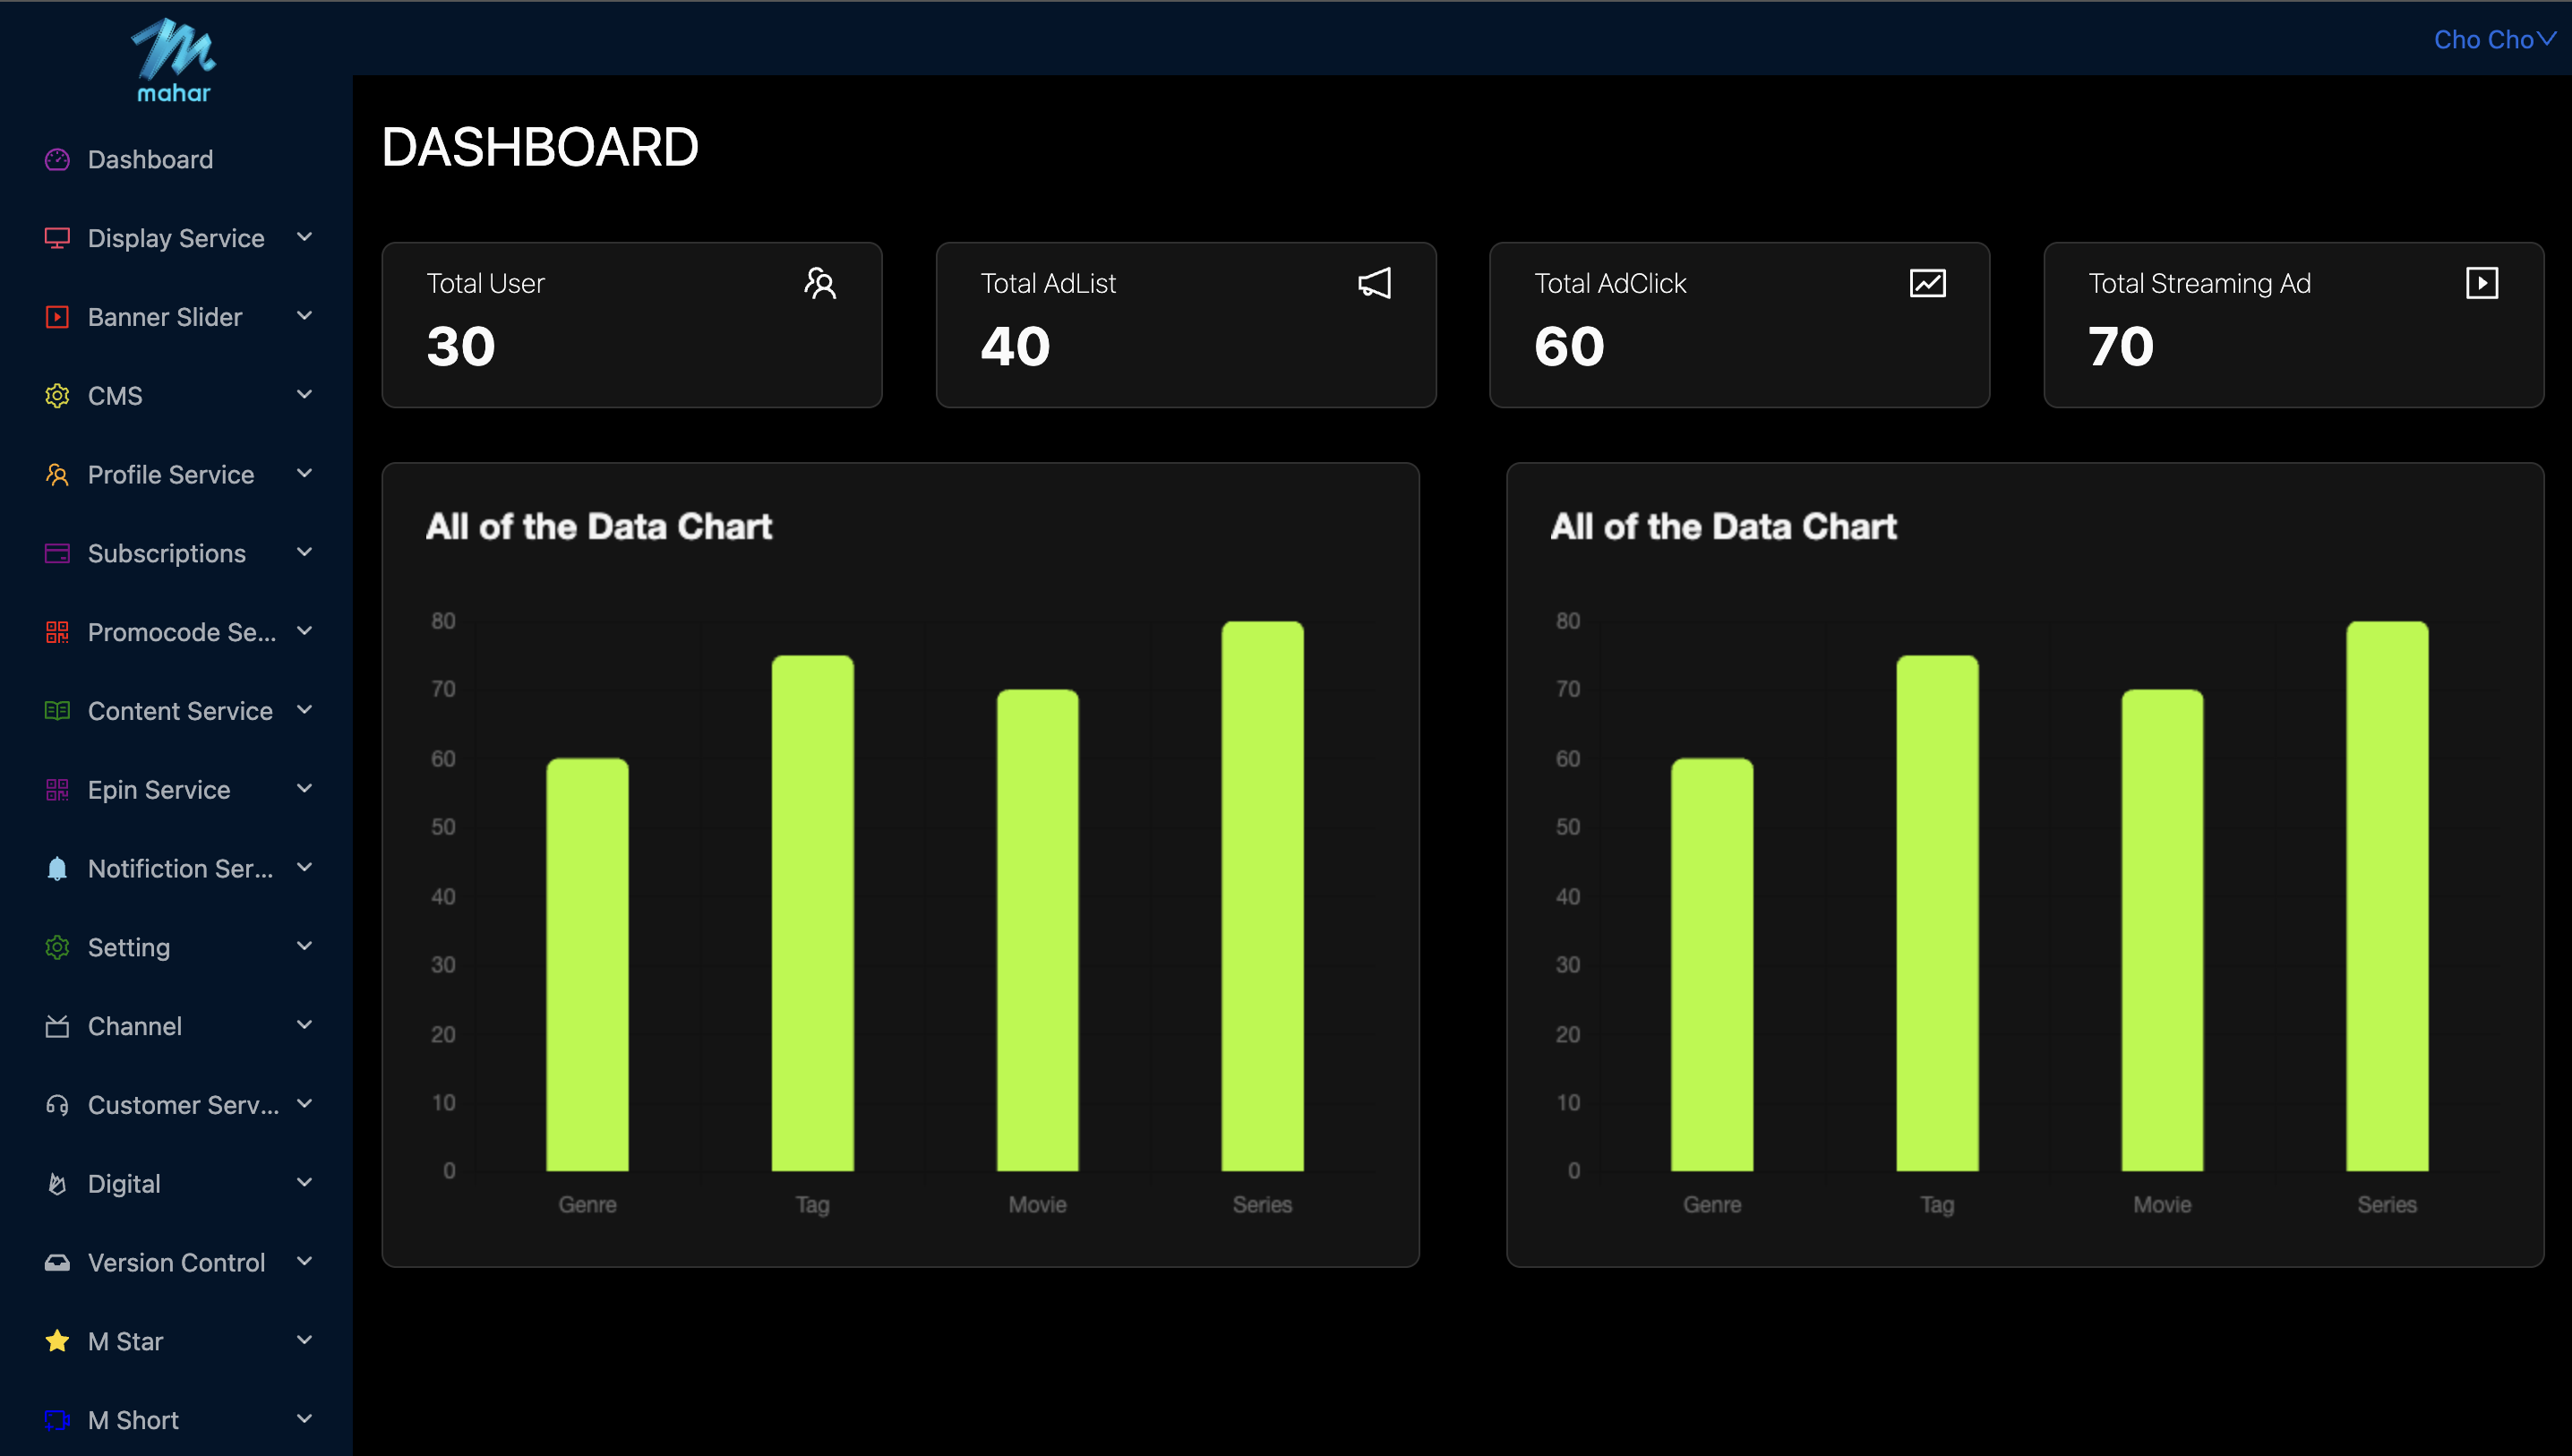 mahar
Cho Cho
Dashboard
Display Service
Banner Slider
CMS
Profile Service
Subscriptions
Promocode Se...
Content Service
Epin Service
Notifiction Ser...
Setting
Channel
Customer Serv...
Digital
Version Control
M Star
M Short
DASHBOARD
Total User
30
Total AdList
40
Total AdClick
60
Total Streaming Ad
70
All of the Data Chart
80
70
60
50
40
30
20
10
0
Genre Tag Movie Series
All of the Data Chart
80
70
60
50
40
30
20
10
0
Genre Tag Movie Series